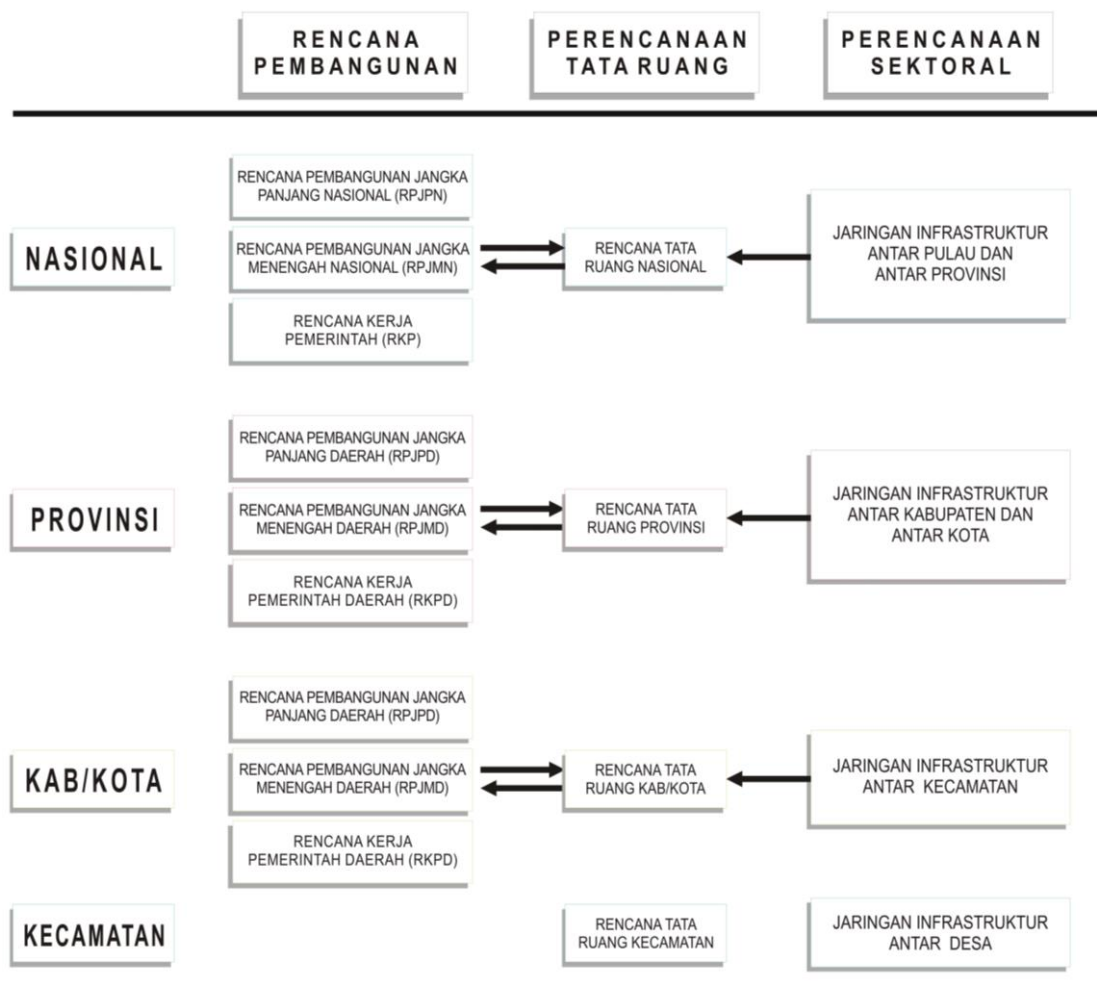 RENCANA
PEMBANGUNAN
PERENCANAAN
TATA RUANG
PERENCANAAN
SEKTORAL
NASIONAL
RENCANA PEMBANGUNAN JANGKA
PANJANG NASIONAL (RPJPN)
RENCANA PEMBANGUNAN JANGKA
MENENGAH NASIONAL (RPJMN)
RENCANA KERJA
PEMERINTAH (RKP)
RENCANA TATA
RUANG NASIONAL
JARINGAN INFRASTRUKTUR
ANTAR PULAU DAN
ANTAR PROVINSI
PROVINSI
RENCANA PEMBANGUNAN JANGKA
PANJANG DAERAH (RPJPD)
RENCANA PEMBANGUNAN JANGKA
MENENGAH DAERAH (RPJMD)
RENCANA KERJA
PEMERINTAH DAERAH (RKPD)
RENCANA TATA
RUANG PROVINSI
JARINGAN INFRASTRUKTUR
ANTAR KABUPATEN DAN
ANTAR KOTA
KAB/KOTA
RENCANA PEMBANGUNAN JANGKA
PANJANG DAERAH (RPJPD)
RENCANA PEMBANGUNAN JANGKA
MENENGAH DAERAH (RPJMD)
RENCANA KERJA
PEMERINTAH DAERAH (RKPD)
RENCANA TATA
RUANG KAB/KOTA
JARINGAN INFRASTRUKTUR
ANTAR KECAMATAN
KECAMATAN
RENCANA TATA
RUANG KECAMATAN
JARINGAN INFRASTRUKTUR
ANTAR DESA